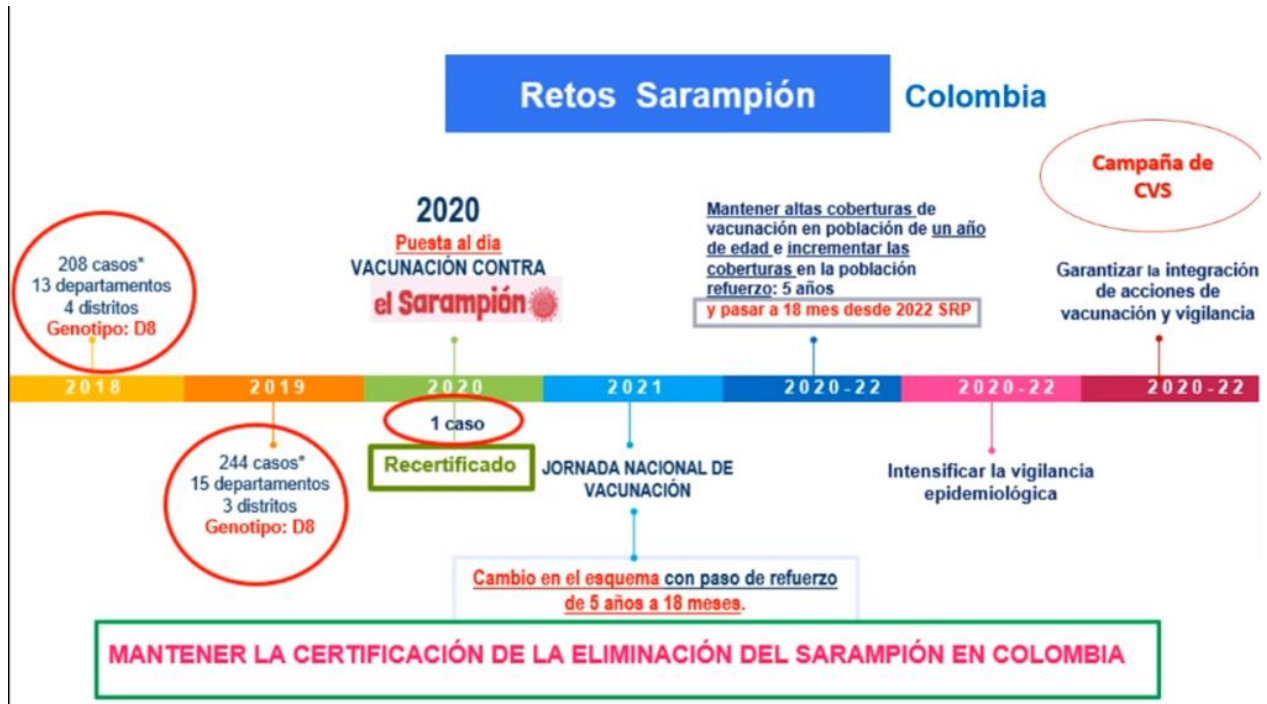 Retos Sarampión
Colombia
Campaña de
CVS
208 casos*
13 departamentos
4 distritos
Genotipo: D8
2020
Puesta al día
VACUNACIÓN CONTRA
el Sarampión
Mantener altas coberturas de
vacunación en población de un año
de edad e incrementar las
coberturas en la población
refuerzo: 5 años
y pasar a 18 mes desde 2022 SRP
Garantizar la integración
de acciones de
vacunación y vigilancia
2018
2019
2020
2021
2020-22
2020-22
2020-22
244 casos*
15 departamentos
3 distritos
Genotipo: D8
1 caso
Recertificado
JORNADA NACIONAL DE
VACUNACIÓN
Intensificar la vigilancia
epidemiológica
Cambio en el esquema con paso de refuerzo
de 5 años a 18 meses.
MANTENER LA CERTIFICACIÓN DE LA ELIMINACIÓN DEL SARAMPIÓN EN COLOMBIA